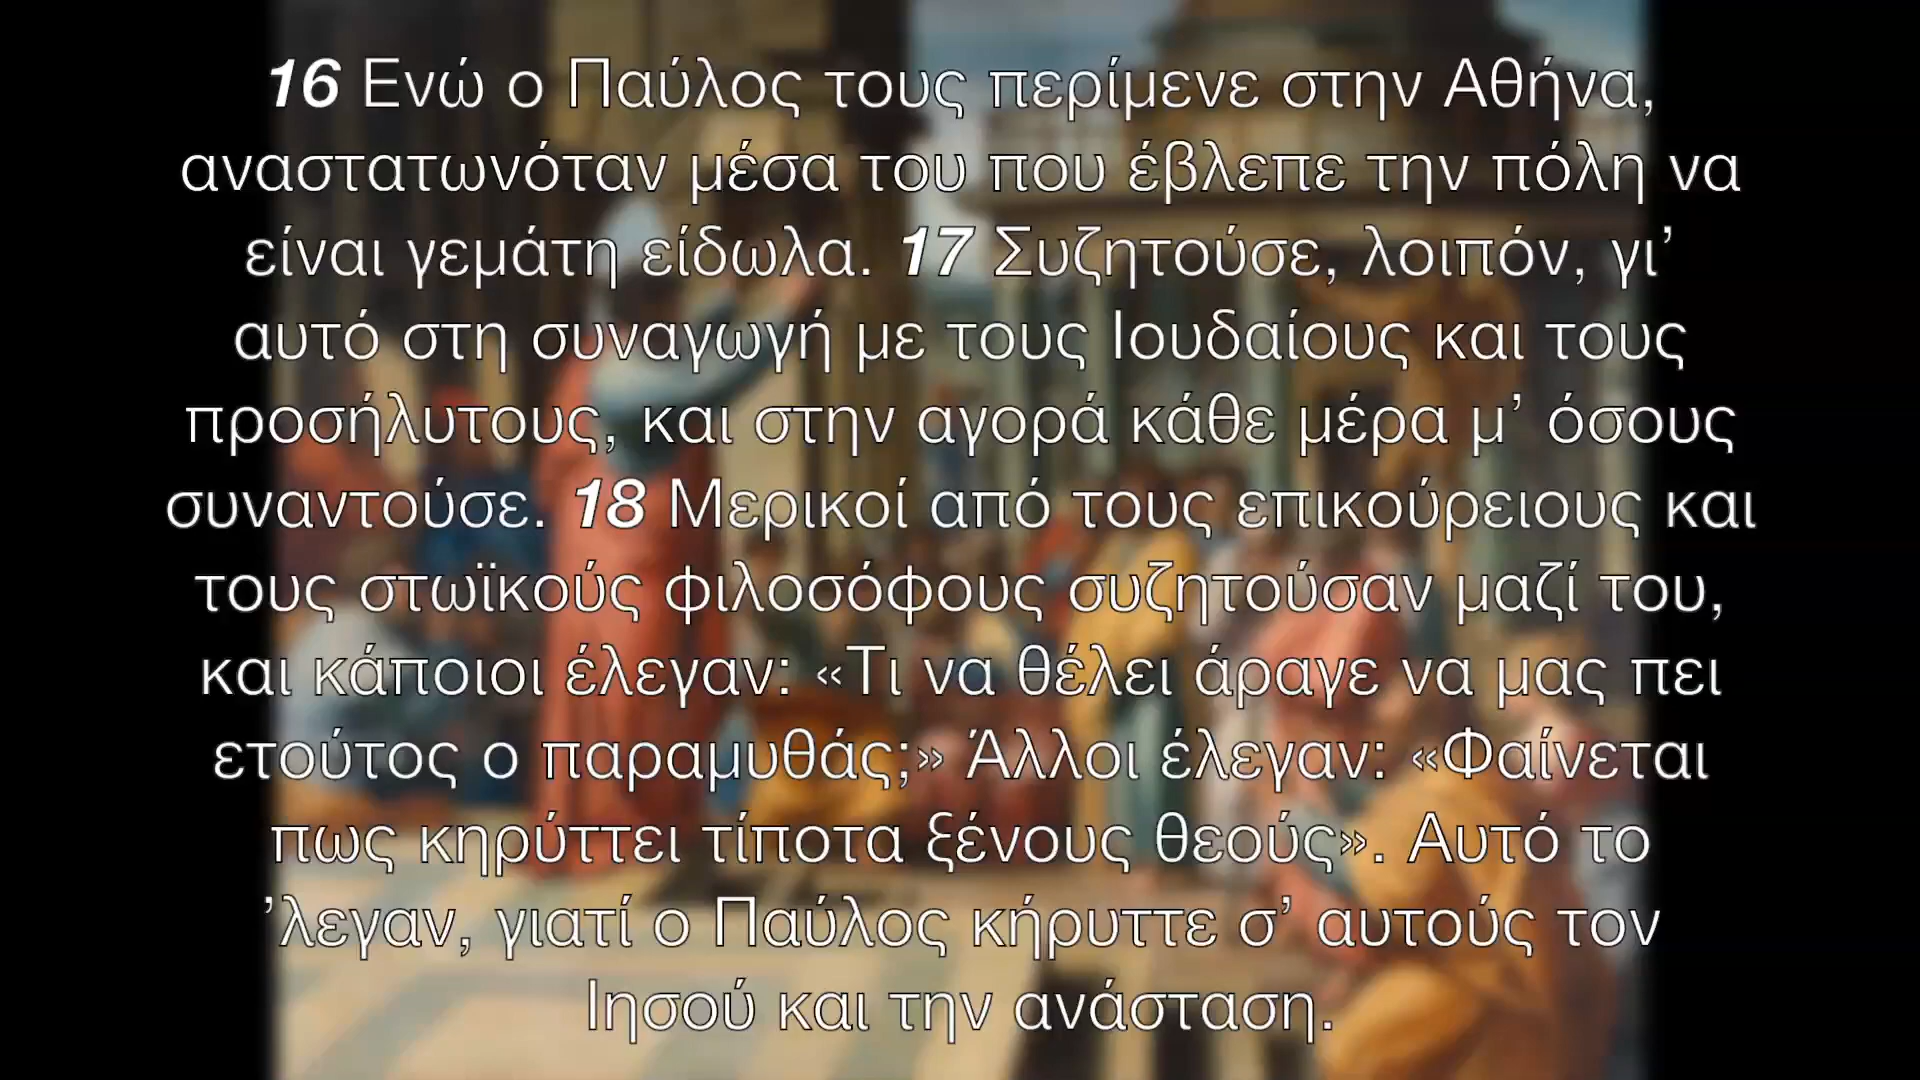 16 Ενώ ο Παύλος τους περίμενε στην Αθήνα,
αναστατωνόταν μέσα του που έβλεπε την πόλη να
είναι γεμάτη είδωλα. 17 Συζητούσε, λοιπόν, γι’
αυτό στη συναγωγή με τους Ιουδαίους και τους
προσήλυτους, και στην αγορά κάθε μέρα μ’ όσους
συναντούσε. 18 Μερικοί από τους επικούρειους και
τους στωϊκούς φιλοσόφους συζητούσαν μαζί του,
και κάποιοι έλεγαν: «Τι να θέλει άραγε να μας πει
ετούτος ο παραμυθάς;» Άλλοι έλεγαν: «Φαίνεται
πως κηρύττει τίποτα ξένους θεούς». Αυτό το
’λεγαν, γιατί ο Παύλος κήρυττε σ’ αυτούς τον
Ιησού και την ανάσταση.